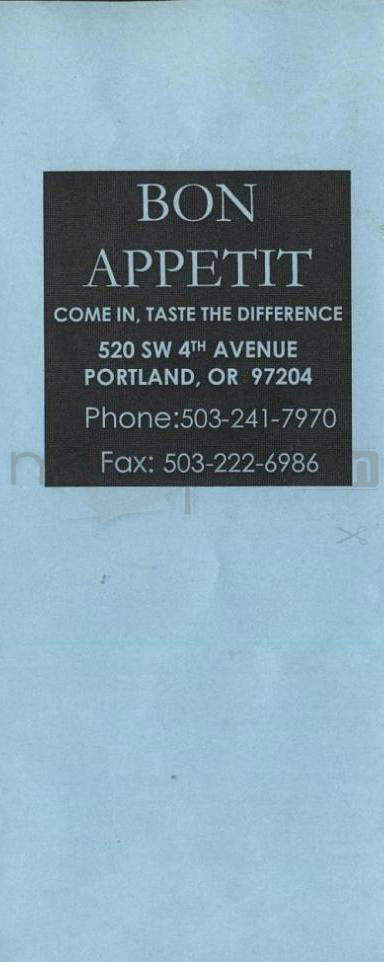 BON
APPETIT
COME IN, TASTE THE DIFFERENCE
520 SW 4TH AVENUE
PORTLAND, OR 97204
Phone:503-241-7970
Fax: 503-222-6986